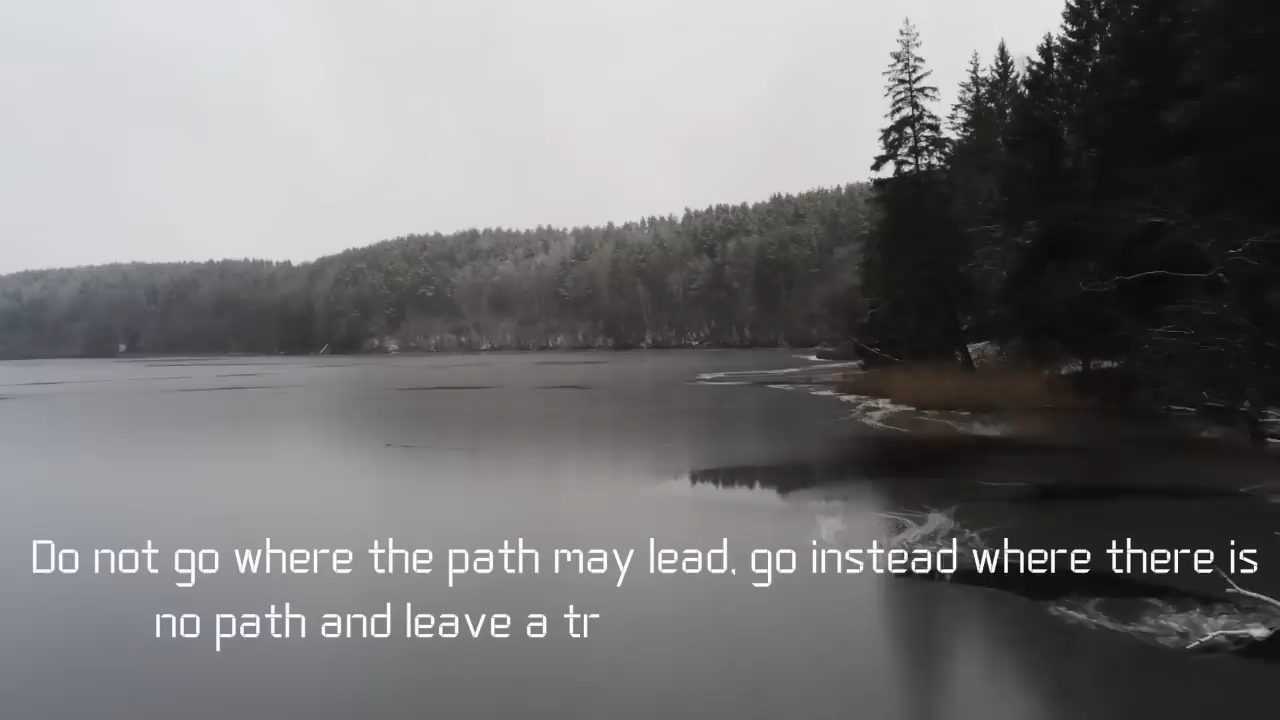 Do not go where the path may lead, go instead where there is
no path and leave a tr